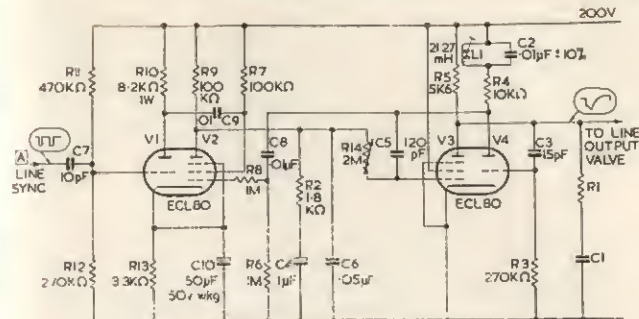 200V
R11
470KΩ
R10
8·2KΩ
1W
R9
100
KΩ
R7
100KΩ
·01
C9
21·27
mH
L1
C2
·01μF ±10%
R5
5K6
R4
10KΩ
V1
V2
C8
·01μF
R14
2M
C5
120
pF
V3
V4
C3
15pF
TO LINE
OUTPUT
VALVE
A
C7
LINE
SYNC
10pF
R8
1M
R2
1·8
KΩ
ECL80
ECL80
R1
R12
270KΩ
R13
3·3KΩ
C10
50μF
50v wkg
R6
1M
C4
1μF
C6
·05μF
R3
270KΩ
C1